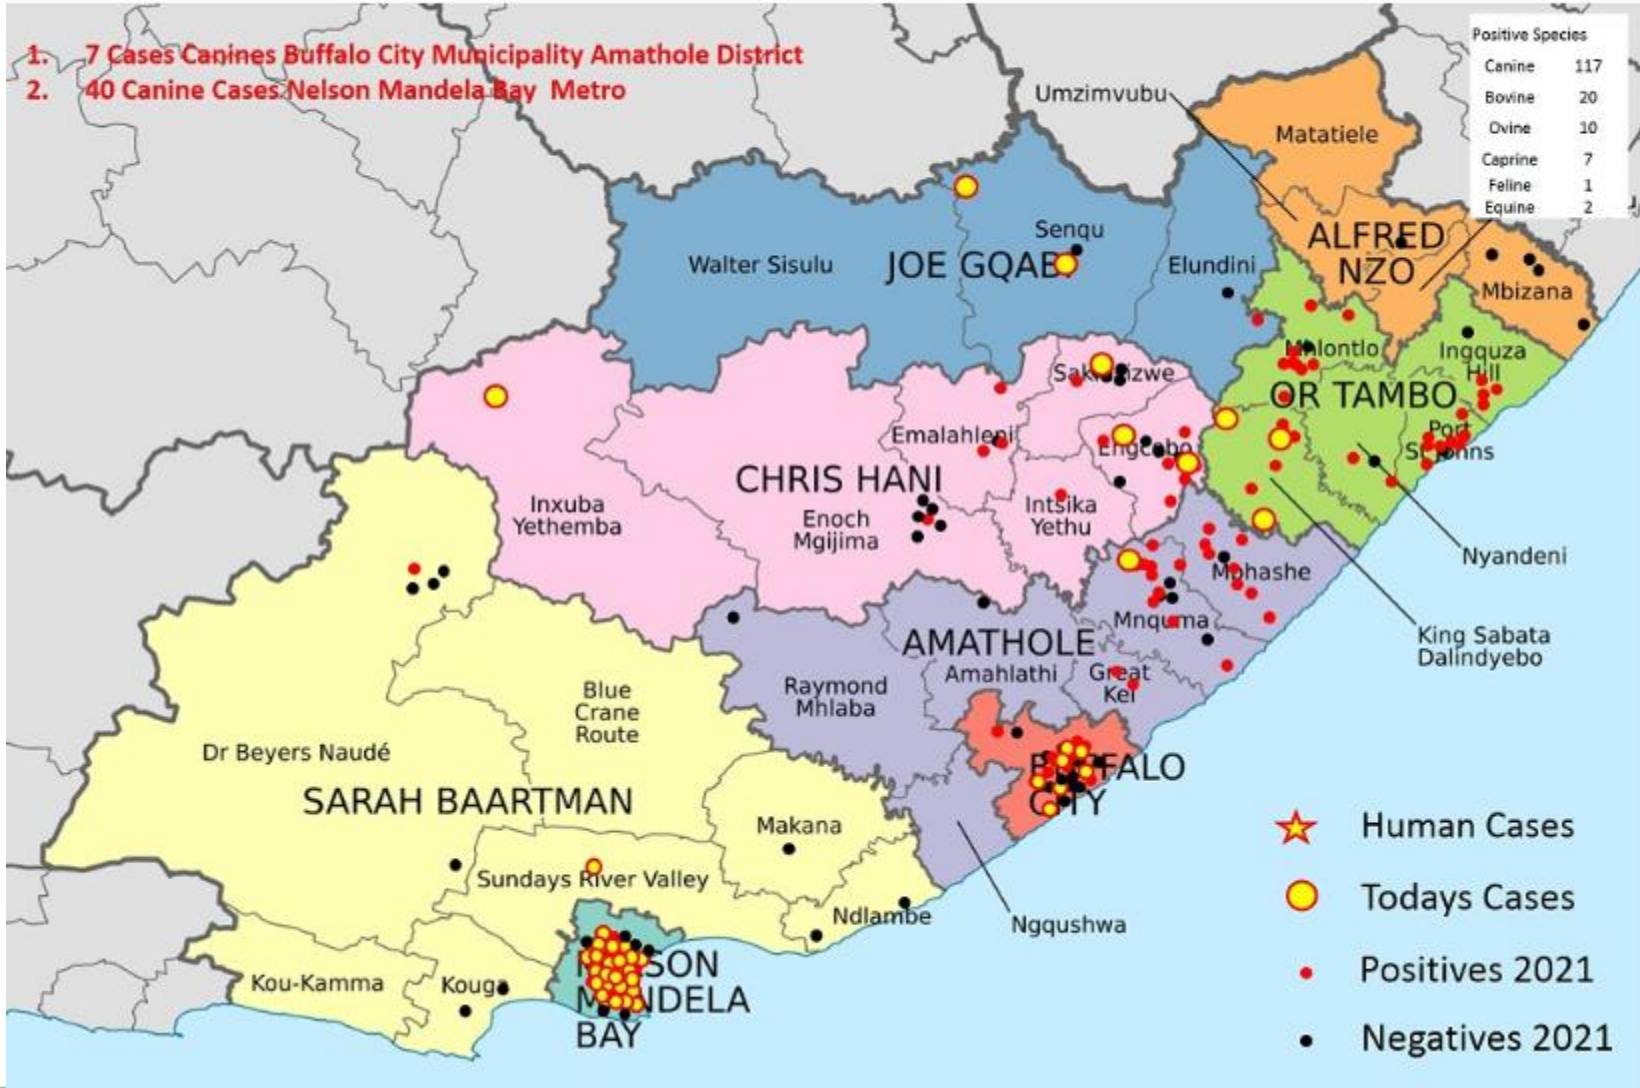 1. 7 Cases Canines Buffalo City Municipality Amathole District
2. 40 Canine Cases Nelson Mandela Bay Metro
Positive Species
Canine 117
Bovine 20
Ovine 10
Caprine 7
Feline 1
Equine 2
Umzimvubu
Matatiele
ALFRED
NZO
Mbizana
Senqu
Walter Sisulu
JOE GQABI
Elundini
Mhlontlo
Ingquza
Hill
OR TAMBO
Port
St Johns
Sakhisizwe
Emalahleni
Engcobo
CHRIS HANI
Inxuba
Yethemba
Enoch
Mgijima
Intsika
Yethu
Nyandeni
Mbhashe
Mnquma
King Sabata
Dalindyebo
AMATHOLE
Amahlathi
Great
Kei
Raymond
Mhlaba
Blue
Crane
Route
Dr Beyers Naudé
SARAH BAARTMAN
BUFFALO
CITY
Makana
Sundays River Valley
Ndlambe
Ngqushwa
Kou-Kamma
Kouga
NELSON
MANDELA
BAY
Human Cases
Todays Cases
Positives 2021
Negatives 2021